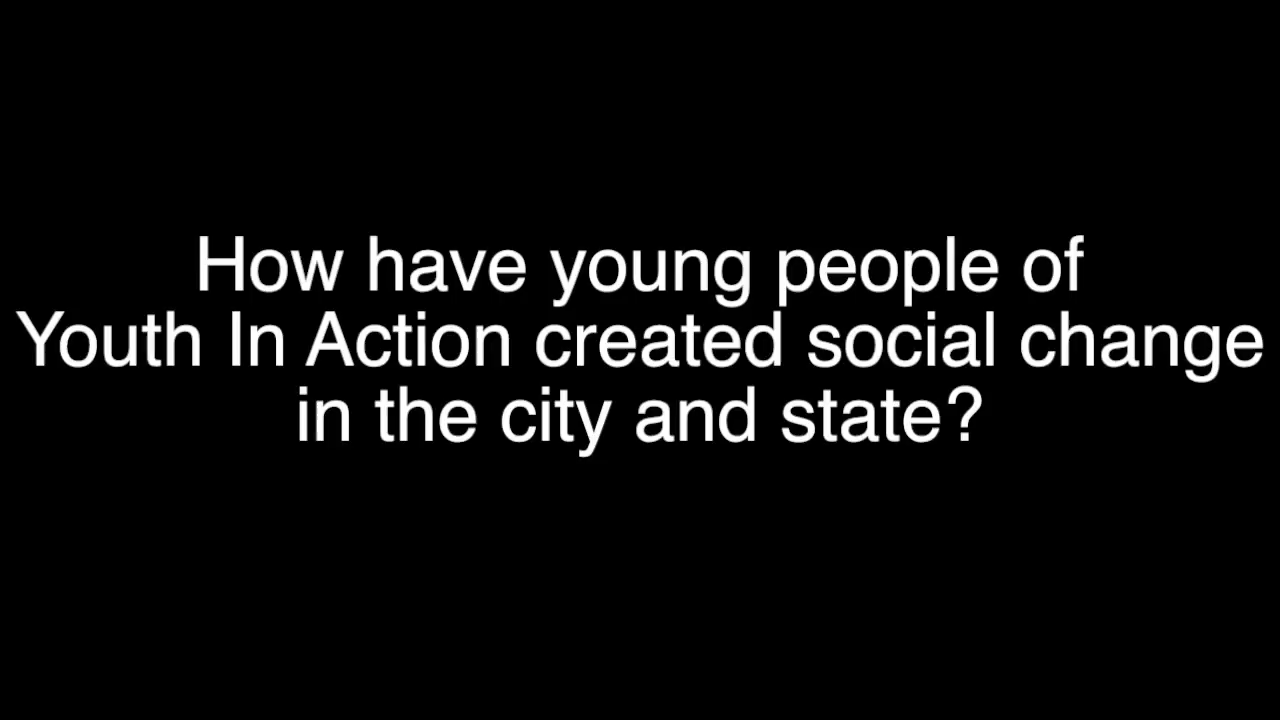 How have young people of
Youth In Action created social change
in the city and state?